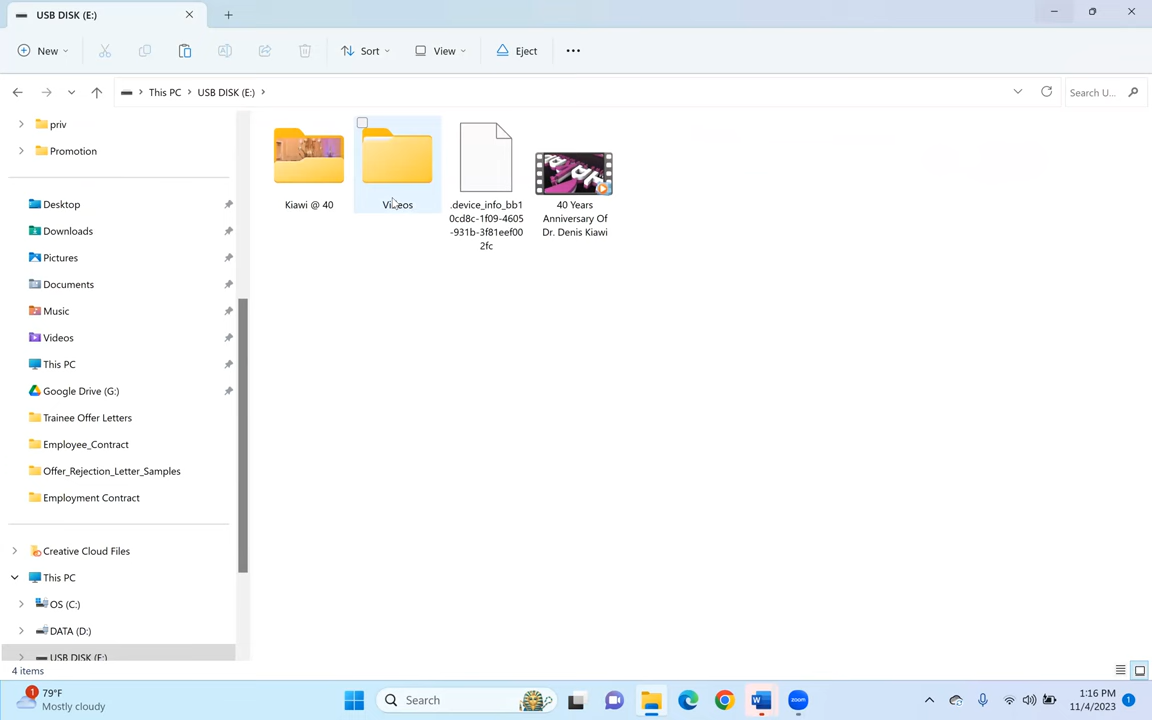 USB DISK (E:)
New
Sort
View
Eject
This PC
USB DISK (E:)
Search U...
priv
Promotion
Desktop
Downloads
Pictures
Documents
Music
Videos
This PC
Google Drive (G:)
Trainee Offer Letters
Employee_Contract
Offer_Rejection_Letter_Samples
Employment Contract
Creative Cloud Files
This PC
OS (C:)
DATA (D:)
USB DISK (E:)
Kiawi @ 40
Videos
.device_info_bb1
0cd8c-1f09-4605
-931b-3f81eef00
2fc
40 Years
Anniversary Of
Dr. Denis Kiawi
4 items
1
79°F
Mostly cloudy
Search
zoom
1:16 PM
11/4/2023
1